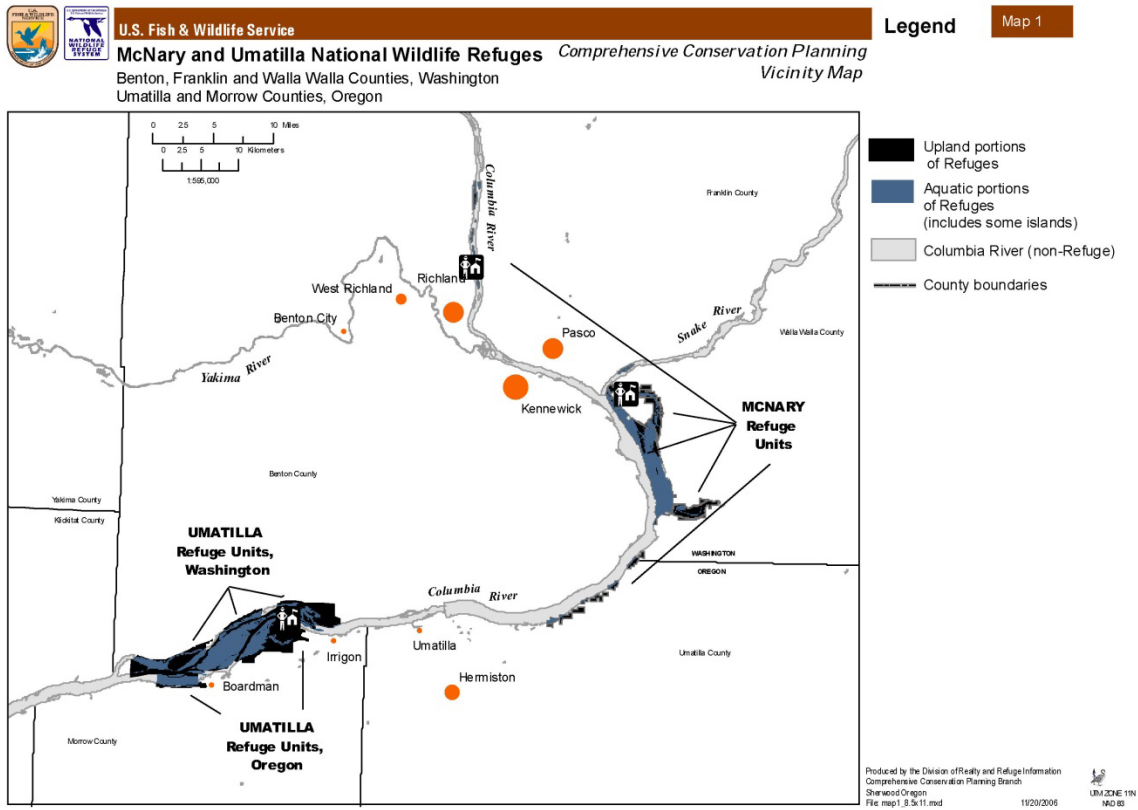 U.S.
FISH & WILDLIFE
SERVICE
NATIONAL
WILDLIFE
REFUGE
SYSTEM
U.S. Fish & Wildlife Service
McNary and Umatilla National Wildlife Refuges
Comprehensive Conservation Planning
Vicinity Map
Benton, Franklin and Walla Walla Counties, Washington
Umatilla and Morrow Counties, Oregon
Legend
Map 1
Upland portions
of Refuges
Aquatic portions
of Refuges
(includes some islands)
Columbia River (non-Refuge)
County boundaries
0 2.5 5 10 Miles
0 2.5 5 10 Kilometers
1:595,000
Columbia River
Franklin County
Richland
West Richland
Benton City
Pasco
Snake River
Walla Walla County
Yakima River
Kennewick
MCNARY
Refuge
Units
Benton County
Yakima County
Klickitat County
UMATILLA
Refuge Units,
Washington
WASHINGTON
OREGON
Columbia River
Irrigon
Umatilla
Umatilla County
Hermiston
Boardman
UMATILLA
Refuge Units,
Oregon
Morrow County
Produced by the Division of Realty and Refuge Information
Comprehensive Conservation Planning Branch
Sherwood Oregon
File: map1_8.5x11.mxd 11/20/2006
UTM ZONE 11N
NAD 83